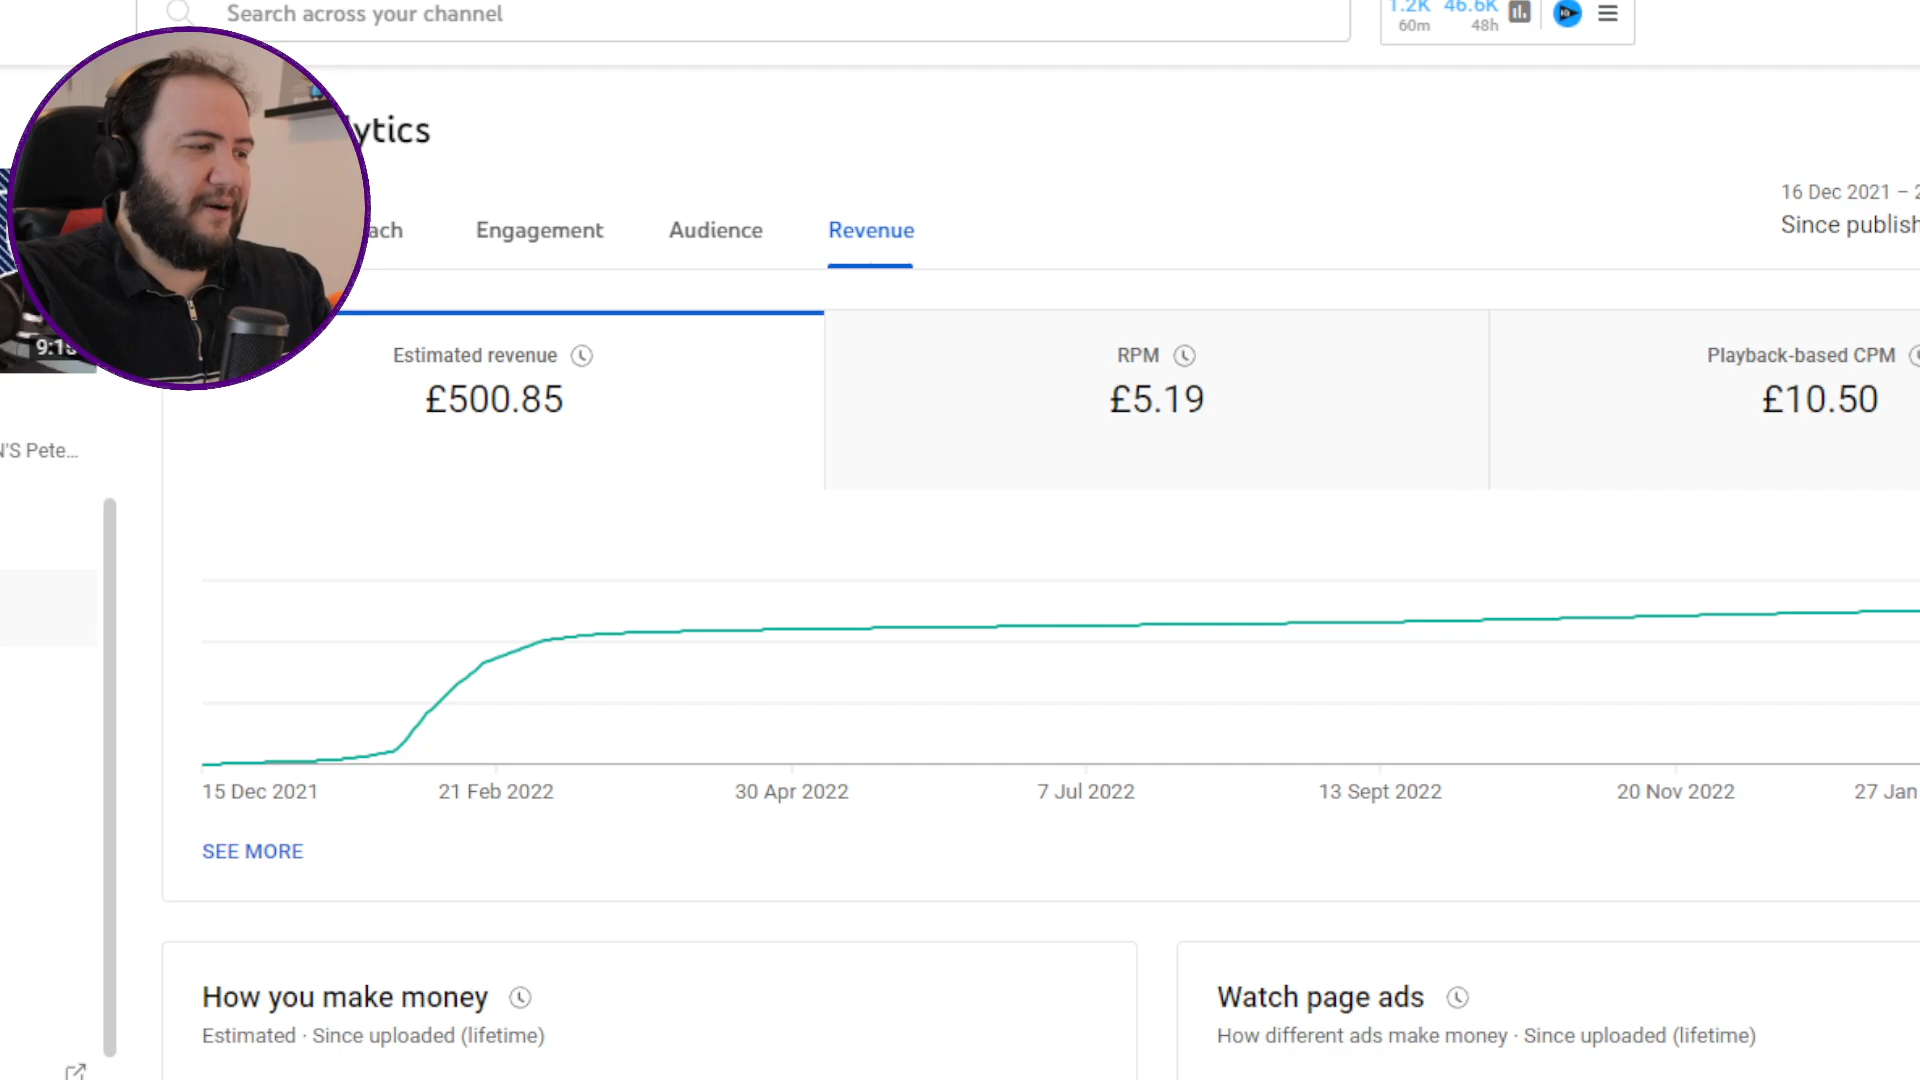 Search across your channel
1.2K 46.6K
60m 48h
lytics
ach Engagement Audience Revenue
16 Dec 2021 – 2
Since publish
9:15
Estimated revenue
£500.85
RPM
£5.19
Playback-based CPM
£10.50
N'S Pete...
15 Dec 2021 21 Feb 2022 30 Apr 2022 7 Jul 2022 13 Sept 2022 20 Nov 2022 27 Jan
SEE MORE
How you make money
Estimated · Since uploaded (lifetime)
Watch page ads
How different ads make money · Since uploaded (lifetime)